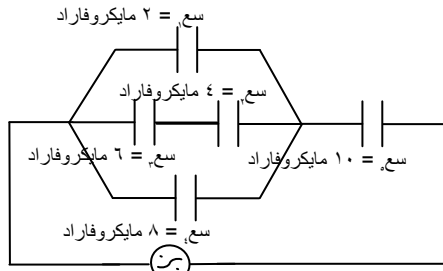 سع١ = ٢ مايكروفاراد
سع٢ = ٤ مايكروفاراد
سع٣ = ٦ مايكروفاراد
سع٥ = ١٠ مايكروفاراد
سع٤ = ٨ مايكروفاراد